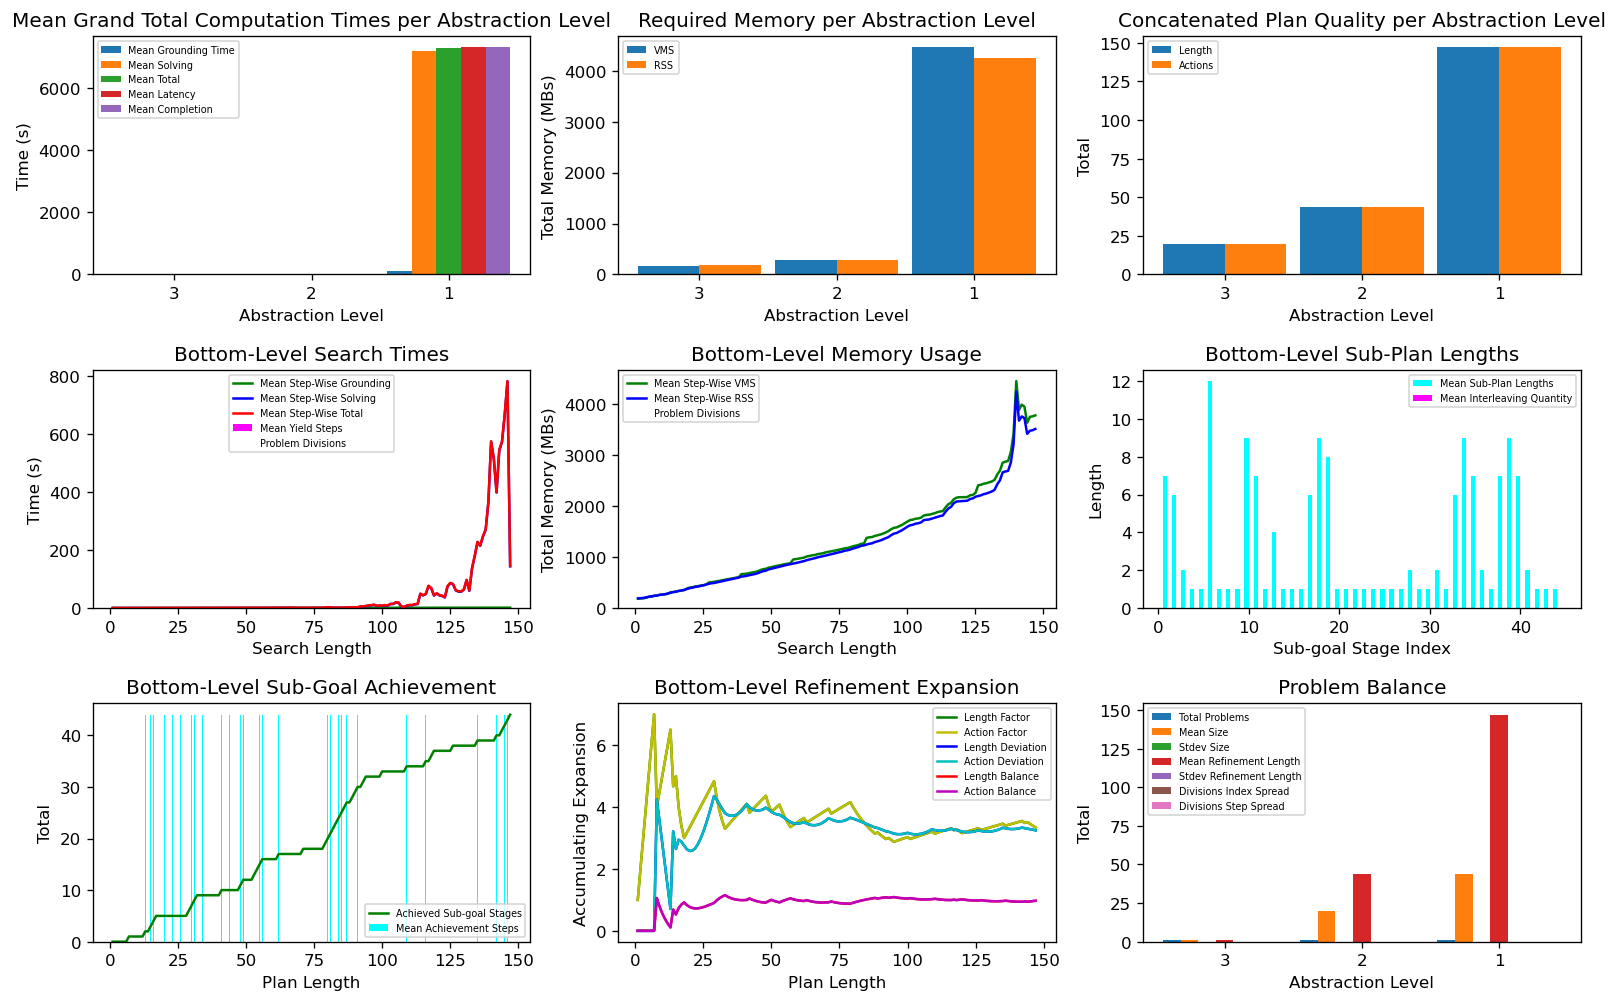 Mean Grand Total Computation Times per Abstraction Level
Time (s)
6000
4000
2000
0
3
2
1
Abstraction Level
Mean Grounding Time
Mean Solving
Mean Total
Mean Latency
Mean Completion
Required Memory per Abstraction Level
Total Memory (MBs)
4000
3000
2000
1000
0
3
2
1
Abstraction Level
VMS
RSS
Concatenated Plan Quality per Abstraction Level
Total
150
125
100
75
50
25
0
3
2
1
Abstraction Level
Length
Actions
Bottom-Level Search Times
Time (s)
800
600
400
200
0
0
25
50
75
100
125
150
Search Length
Mean Step-Wise Grounding
Mean Step-Wise Solving
Mean Step-Wise Total
Mean Yield Steps
Problem Divisions
Bottom-Level Memory Usage
Total Memory (MBs)
4000
3000
2000
1000
0
0
25
50
75
100
125
150
Search Length
Mean Step-Wise VMS
Mean Step-Wise RSS
Problem Divisions
Bottom-Level Sub-Plan Lengths
Length
12
10
8
6
4
2
0
0
10
20
30
40
Sub-goal Stage Index
Mean Sub-Plan Lengths
Mean Interleaving Quantity
Bottom-Level Sub-Goal Achievement
Total
40
30
20
10
0
0
25
50
75
100
125
150
Plan Length
Achieved Sub-goal Stages
Mean Achievement Steps
Bottom-Level Refinement Expansion
Accumulating Expansion
6
4
2
0
0
25
50
75
100
125
150
Plan Length
Length Factor
Action Factor
Length Deviation
Action Deviation
Length Balance
Action Balance
Problem Balance
Total
150
125
100
75
50
25
0
3
2
1
Abstraction Level
Total Problems
Mean Size
Stdev Size
Mean Refinement Length
Stdev Refinement Length
Divisions Index Spread
Divisions Step Spread